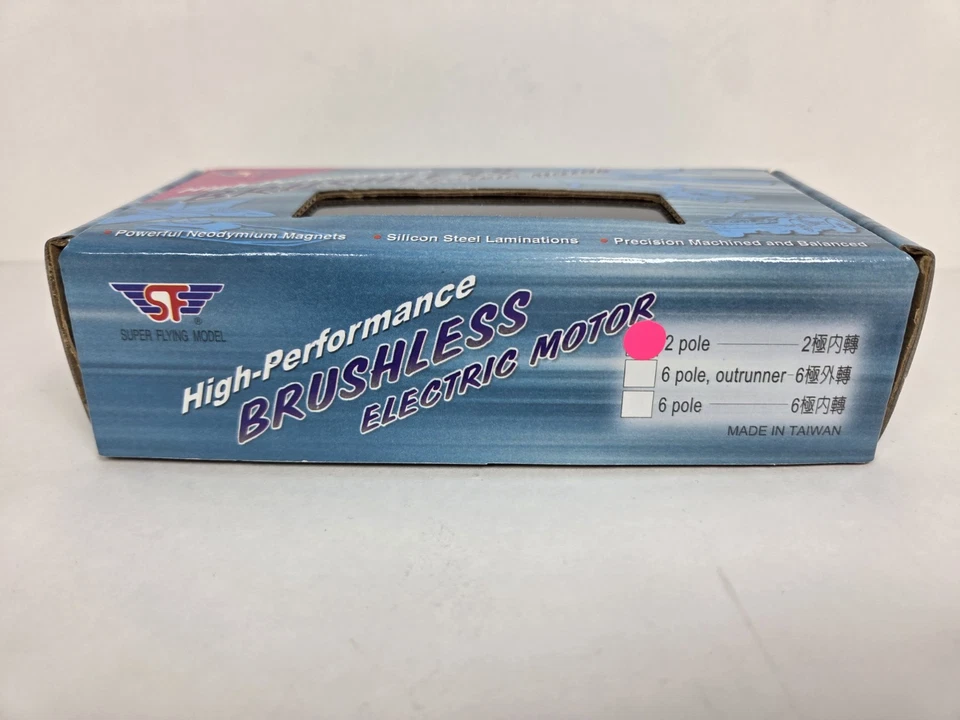 • Powerful Neodymium Magnets • Silicon Steel Laminations • Precision Machined and Balanced
SF
®
SUPER FLYING MODEL
High-Performance
BRUSHLESS
ELECTRIC MOTOR
2 pole 2極內轉
6 pole, outrunner 6極外轉
6 pole 6極內轉
MADE IN TAIWAN